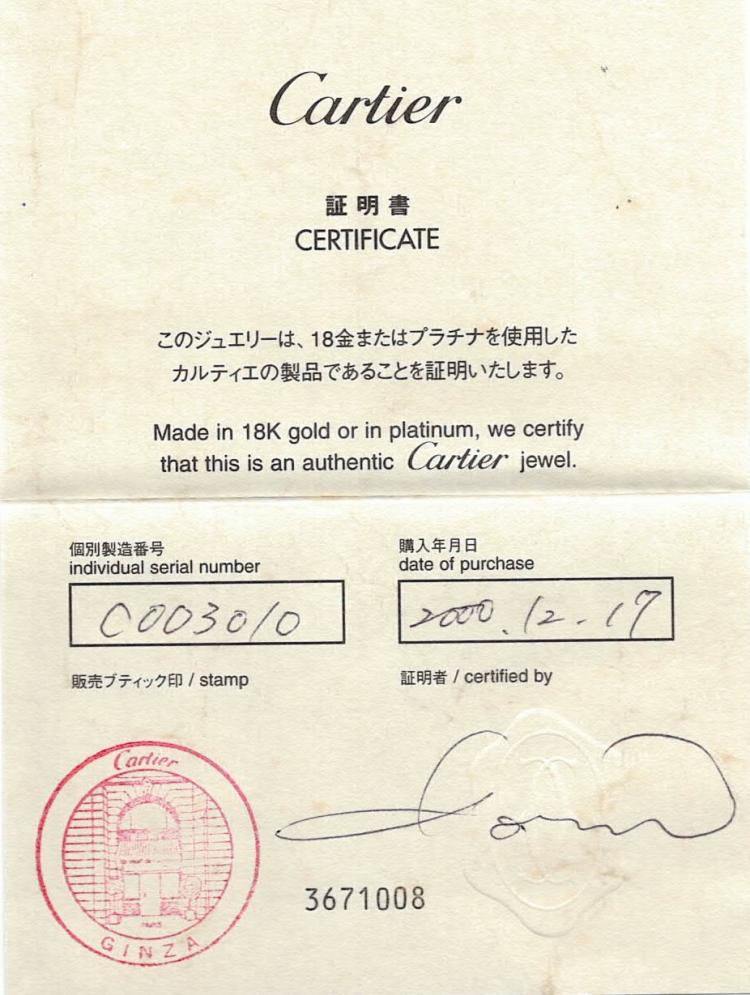 Cartier
証明書
CERTIFICATE
このジュエリーは、18金またはプラチナを使用した
カルティエの製品であることを証明いたします。
Made in 18K gold or in platinum, we certify
that this is an authentic Cartier jewel.
個別製造番号
individual serial number
C003010
購入年月日
date of purchase
2000.12.17
販売ブティック印 / stamp
証明者 / certified by
Cartier
PARIS
GINZA
3671008